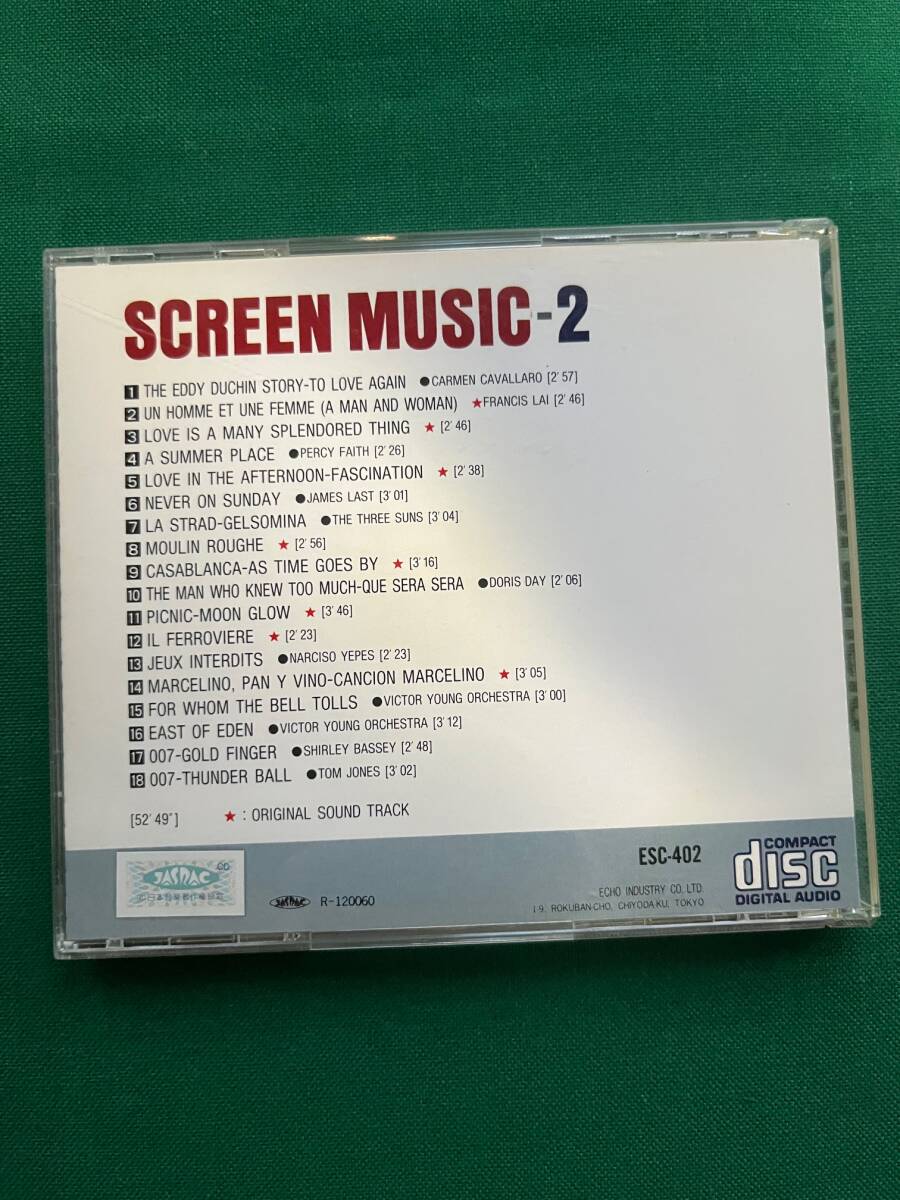 SCREEN MUSIC-2
1 THE EDDY DUCHIN STORY-TO LOVE AGAIN ●CARMEN CAVALLARO [2'57]
2 UN HOMME ET UNE FEMME (A MAN AND WOMAN) ★FRANCIS LAI [2'46]
3 LOVE IS A MANY SPLENDORED THING ★ [2'46]
4 A SUMMER PLACE ●PERCY FAITH [2'26]
5 LOVE IN THE AFTERNOON-FASCINATION ★ [2'38]
6 NEVER ON SUNDAY ●JAMES LAST [3'01]
7 LA STRAD-GELSOMINA ●THE THREE SUNS [3'04]
8 MOULIN ROUGHE ★ [2'56]
9 CASABLANCA-AS TIME GOES BY ★ [3'16]
10 THE MAN WHO KNEW TOO MUCH-QUE SERA SERA ●DORIS DAY [2'06]
11 PICNIC-MOON GLOW ★ [3'46]
12 IL FERROVIERE ★ [2'23]
13 JEUX INTERDITS ●NARCISO YEPES [2'23]
14 MARCELINO, PAN Y VINO-CANCION MARCELINO ★ [3'05]
15 FOR WHOM THE BELL TOLLS ●VICTOR YOUNG ORCHESTRA [3'00]
16 EAST OF EDEN ●VICTOR YOUNG ORCHESTRA [3'12]
17 007-GOLD FINGER ●SHIRLEY BASSEY [2'48]
18 007-THUNDER BALL ●TOM JONES [3'02]
[52'49"] ★ : ORIGINAL SOUND TRACK
ESC-402
COMPACT
disc
DIGITAL AUDIO
CD
JASRAC
JASRAC R-120060
ECHO INDUSTRY CO. LTD.
1-9, ROKUBAN-CHO, CHIYODA-KU, TOKYO